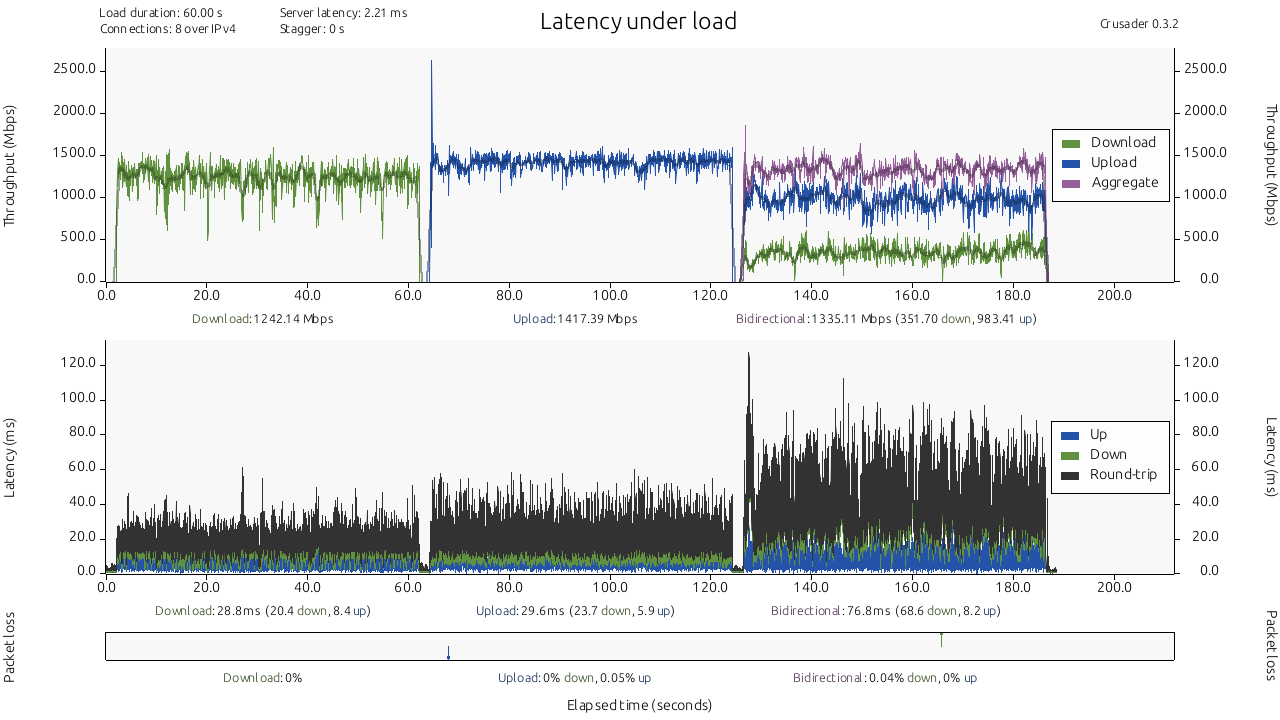 Load duration: 60.00 s
Server latency: 2.21 ms
Connections: 8 over IPv4
Stagger: 0 s
Latency under load
Crusader 0.3.2
Throughput (Mbps)
2500.0
2000.0
1500.0
1000.0
500.0
0.0
2500.0
2000.0
1500.0
1000.0
500.0
0.0
Throughput (Mbps)
Download
Upload
Aggregate
0.0 20.0 40.0 60.0 80.0 100.0 120.0 140.0 160.0 180.0 200.0
Download: 1242.14 Mbps
Upload: 1417.39 Mbps
Bidirectional: 1335.11 Mbps (351.70 down, 983.41 up)
Latency (ms)
120.0
100.0
80.0
60.0
40.0
20.0
0.0
120.0
100.0
80.0
60.0
40.0
20.0
0.0
Latency (ms)
Up
Down
Round-trip
0.0 20.0 40.0 60.0 80.0 100.0 120.0 140.0 160.0 180.0 200.0
Download: 28.8 ms (20.4 down, 8.4 up)
Upload: 29.6 ms (23.7 down, 5.9 up)
Bidirectional: 76.8 ms (68.6 down, 8.2 up)
Packet loss
Packet loss
Download: 0%
Upload: 0% down, 0.05% up
Bidirectional: 0.04% down, 0% up
Elapsed time (seconds)